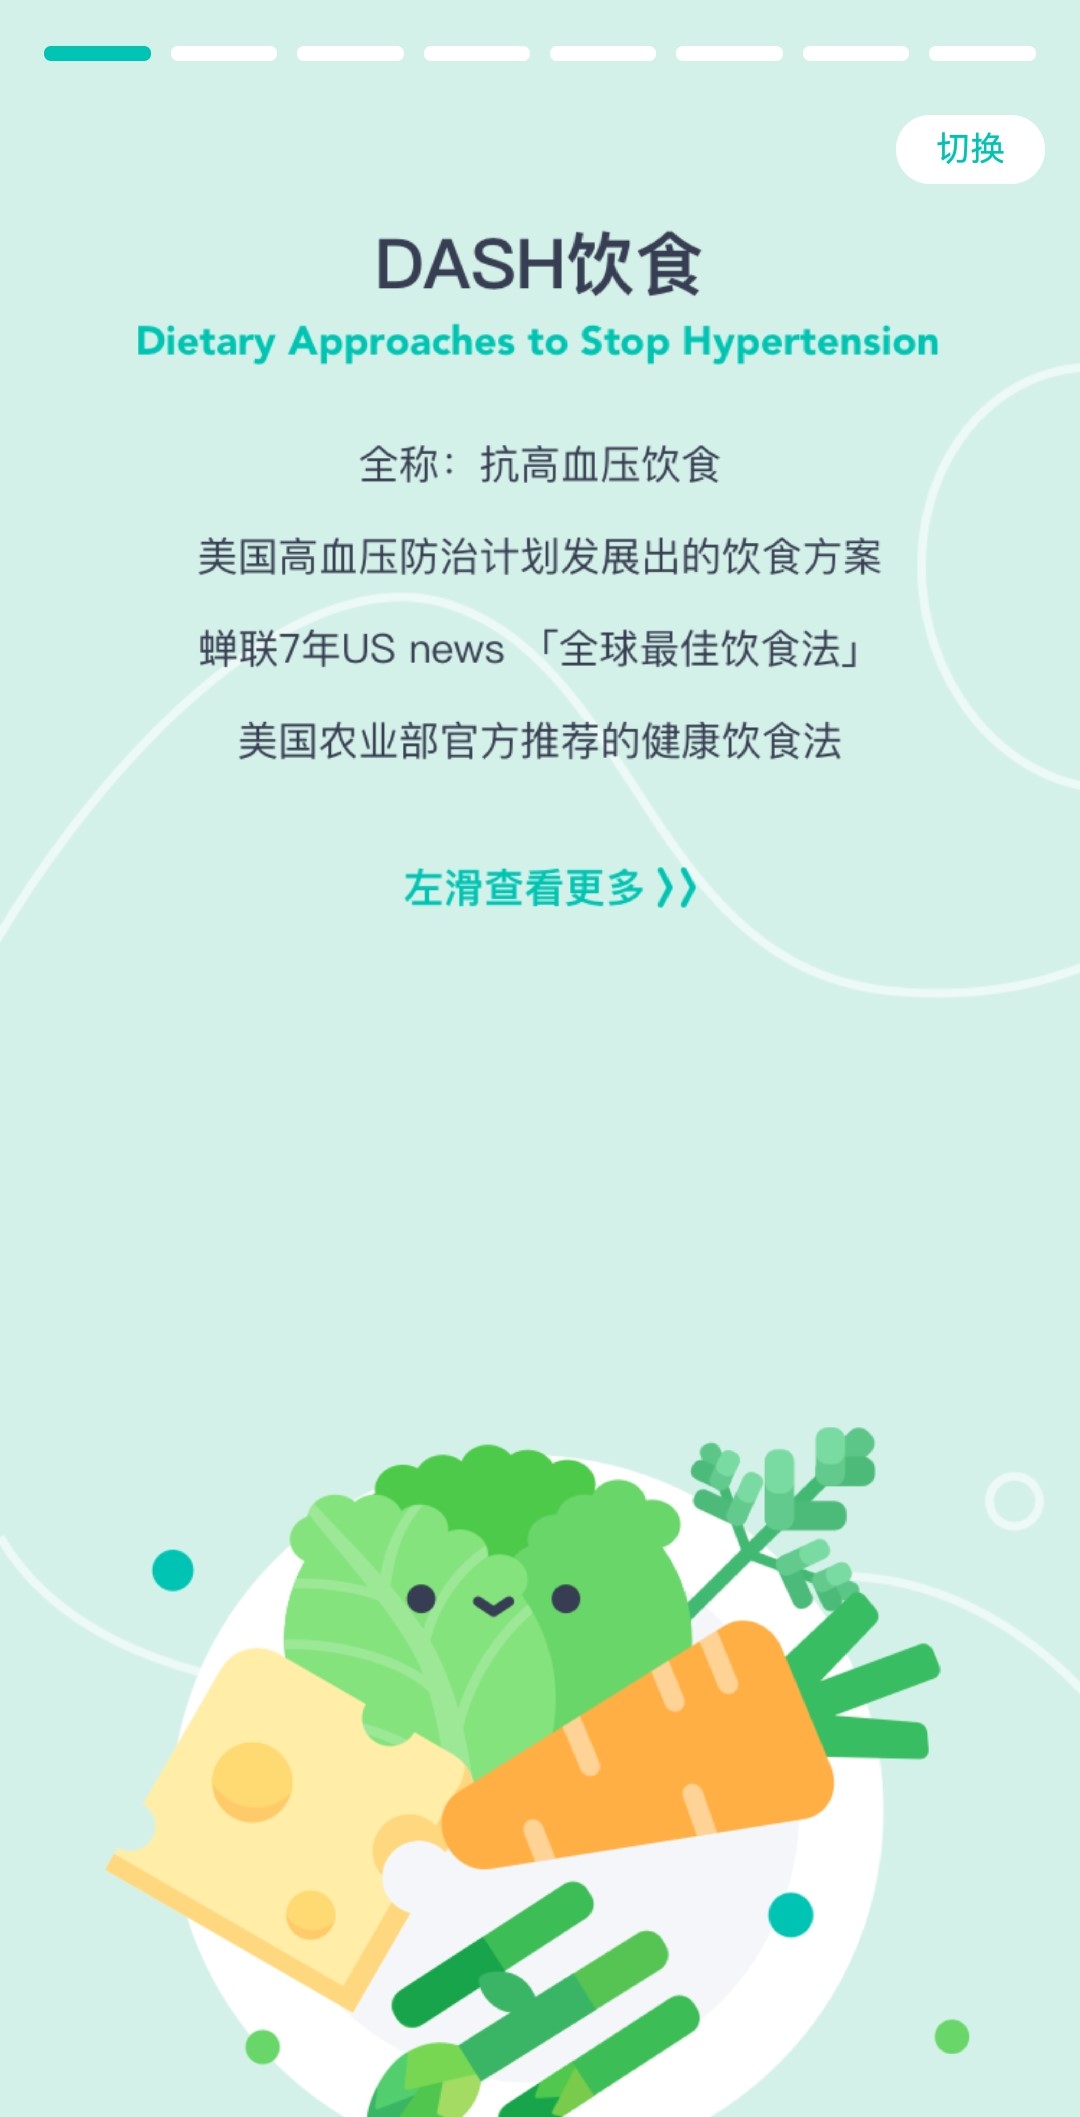 切换
DASH饮食
Dietary Approaches to Stop Hypertension
全称：抗高血压饮食
美国高血压防治计划发展出的饮食方案
蝉联7年US news 「全球最佳饮食法」
美国农业部官方推荐的健康饮食法
左滑查看更多 》